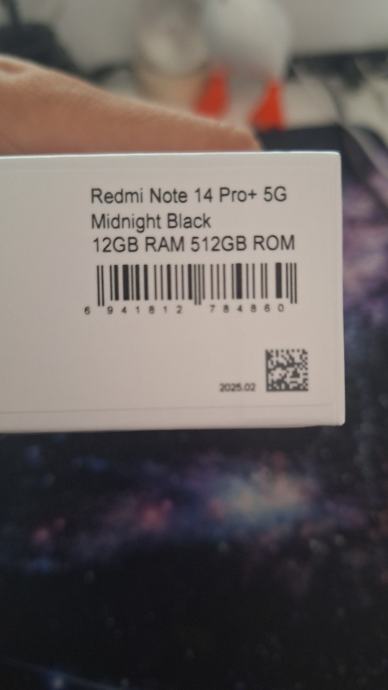 Redmi Note 14 Pro+ 5G
Midnight Black
12GB RAM 512GB ROM
6 941812 784860
2025.02